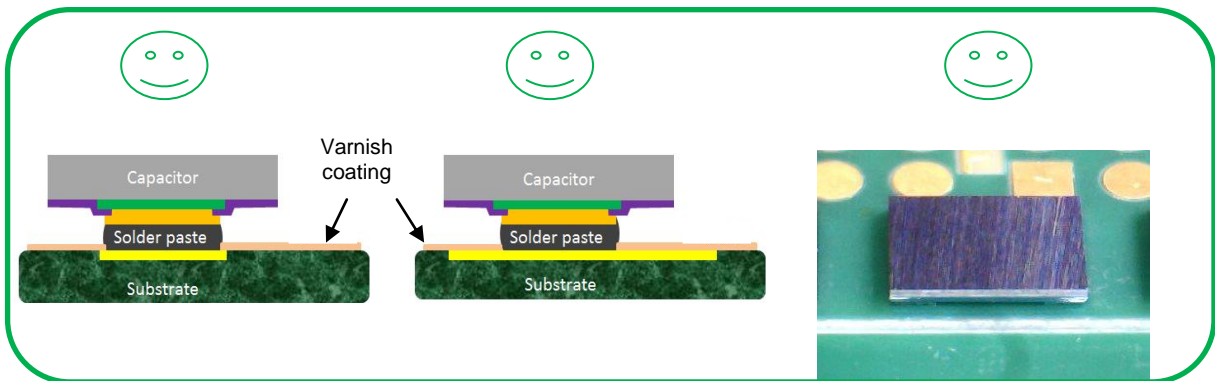 Varnish
coating
Capacitor
Capacitor
Solder paste
Solder paste
Substrate
Substrate